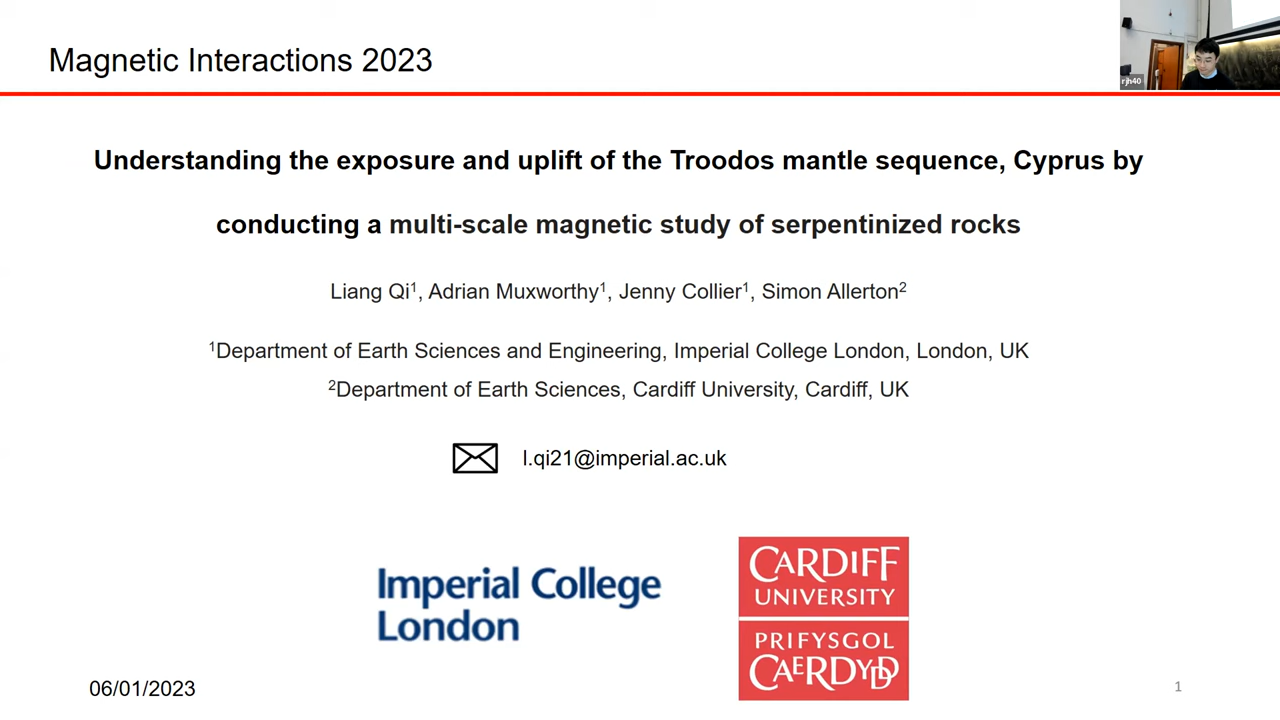 Magnetic Interactions 2023
rjh40
Understanding the exposure and uplift of the Troodos mantle sequence, Cyprus by
conducting a multi-scale magnetic study of serpentinized rocks
Liang Qi¹, Adrian Muxworthy¹, Jenny Collier¹, Simon Allerton²
¹Department of Earth Sciences and Engineering, Imperial College London, London, UK
²Department of Earth Sciences, Cardiff University, Cardiff, UK
l.qi21@imperial.ac.uk
Imperial College
London
CARDIFF
UNIVERSITY
PRIFYSGOL
CAERDYDD
06/01/2023
1